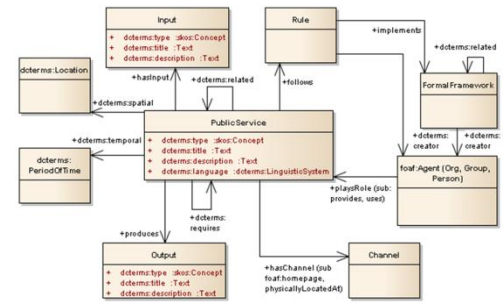 Input
+ dcterms:type :skos:Concept
+ dcterms:title :Text
+ dcterms:description :Text
Rule
+implements
+dcterms:related
dcterms:Location
+hasInput
+dcterms:related
+follows
FormalFramework
+dcterms:spatial
PublicService
+ dcterms:type :skos:Concept
+ dcterms:title :Text
+ dcterms:description :Text
+ dcterms:language :dcterms:LinguisticSystem
+dcterms:temporal
dcterms:
PeriodOfTime
+dcterms:
creator
+dcterms:
creator
foaf:Agent (Org, Group,
Person)
+playsRole (sub:
provides, uses)
+dcterms:
requires
+produces
Output
+ dcterms:type :skos:Concept
+ dcterms:title :Text
+ dcterms:description :Text
+hasChannel (sub
foaf:homepage,
physicallyLocatedAt)
Channel